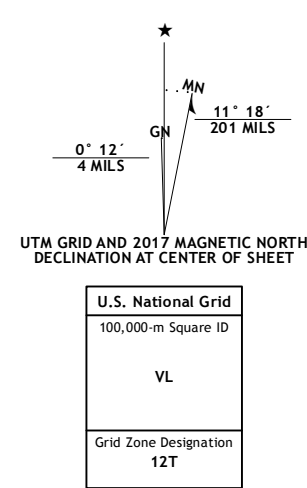 ★
MN
GN
11° 18´
201 MILS
0° 12´
4 MILS
UTM GRID AND 2017 MAGNETIC NORTH
DECLINATION AT CENTER OF SHEET
U.S. National Grid
100,000-m Square ID
VL
Grid Zone Designation
12T